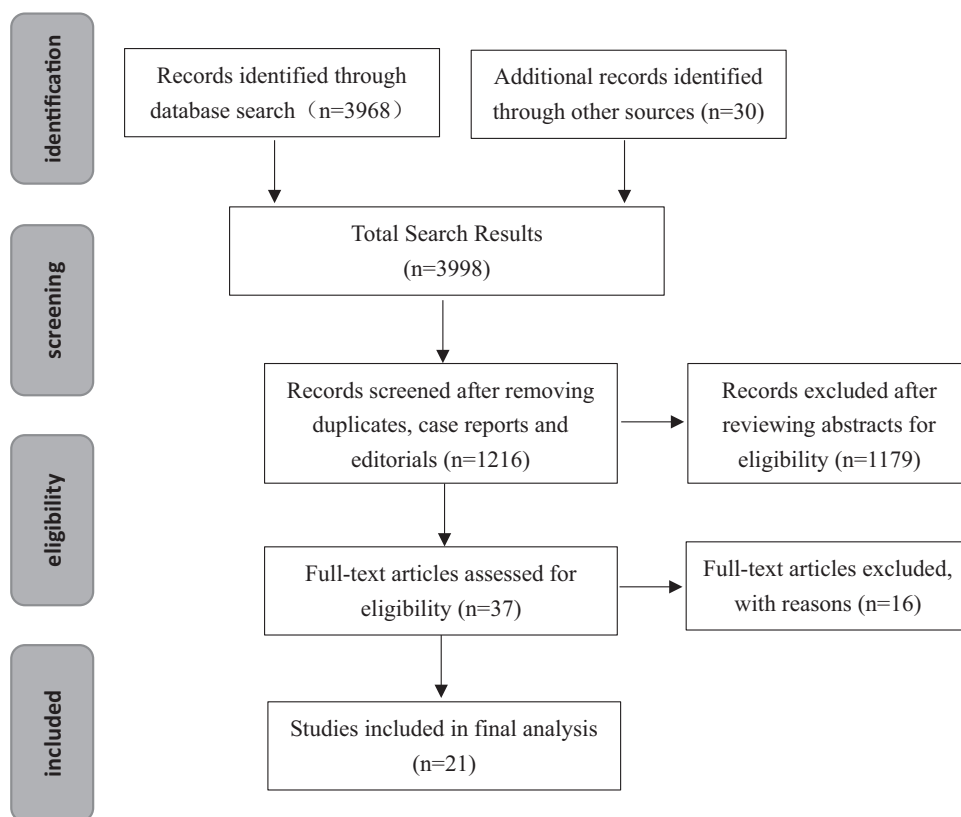 identification
Records identified through
database search（n=3968）
Additional records identified
through other sources (n=30)
screening
Total Search Results
(n=3998)
Records screened after removing
duplicates, case reports and
editorials (n=1216)
Records excluded after
reviewing abstracts for
eligibility (n=1179)
eligibility
Full-text articles assessed for
eligibility (n=37)
Full-text articles excluded,
with reasons (n=16)
included
Studies included in final analysis
(n=21)